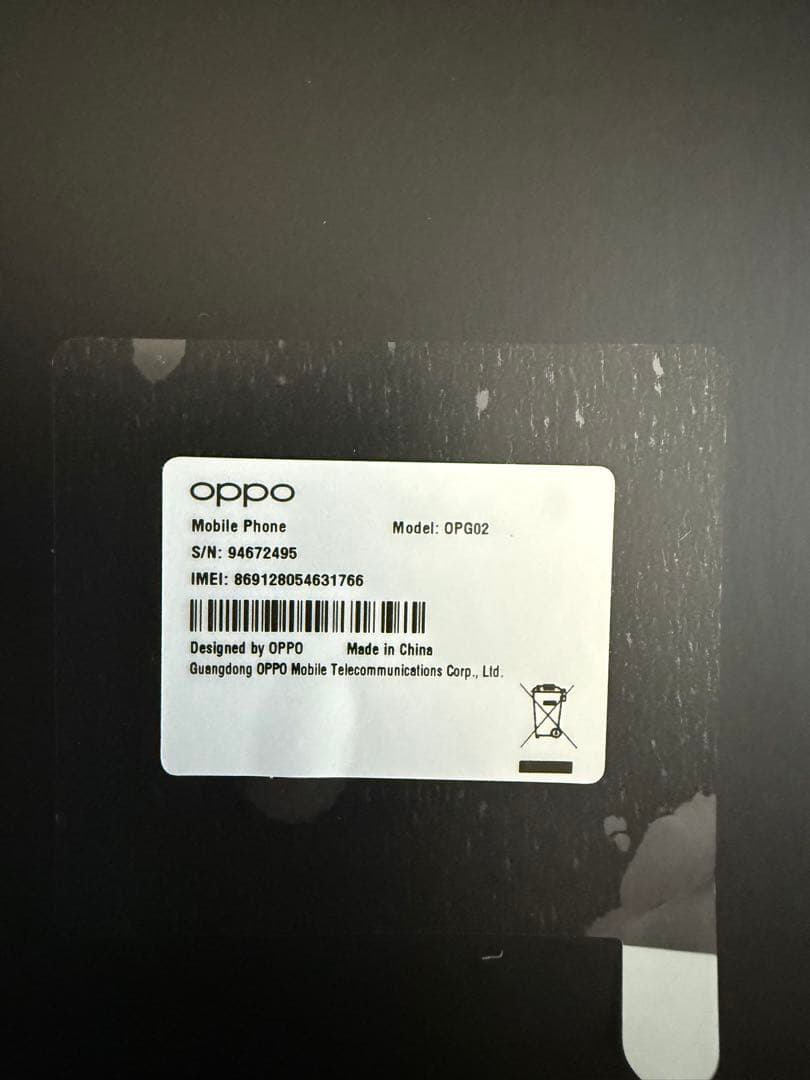 oppo
Mobile Phone Model: OPG02
S/N: 94672495
IMEI: 869128054631766
Designed by OPPO Made in China
Guangdong OPPO Mobile Telecommunications Corp., Ltd.